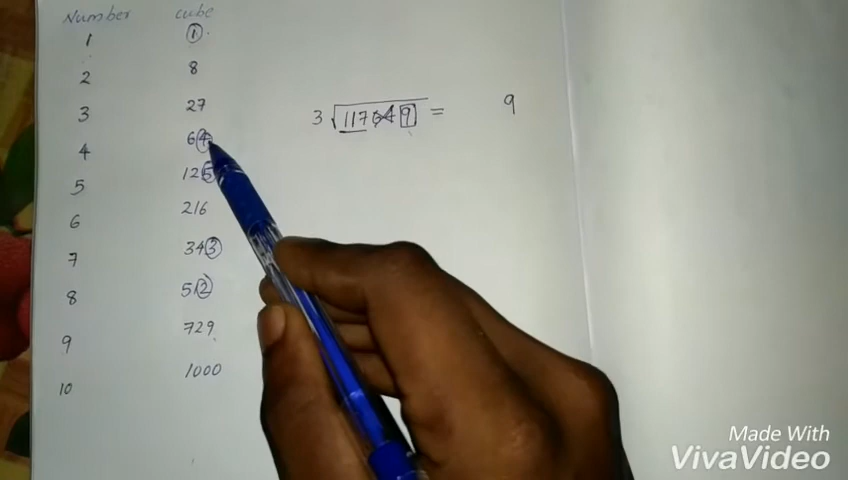 Number cube
1 1
2 8
3 27
4 64
5 125
6 216
7 343
8 512
9 729
10 1000
3√117649 = 9
Made With
VivaVideo